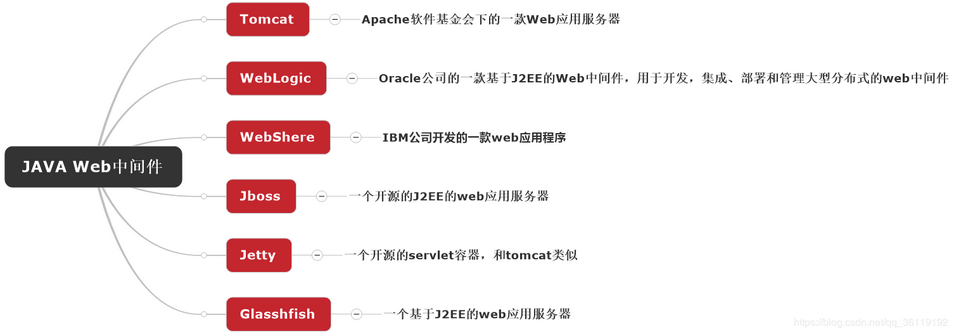 Tomcat
Apache软件基金会下的一款Web应用服务器
WebLogic
Oracle公司的一款基于J2EE的Web中间件，用于开发，集成、部署和管理大型分布式的web中间件
WebShere
IBM公司开发的一款web应用程序
JAVA Web中间件
Jboss
一个开源的J2EE的web应用服务器
Jetty
一个开源的servlet容器，和tomcat类似
Glasshfish
一个基于J2EE的web应用服务器
https://blog.csdn.net/qq_36119192